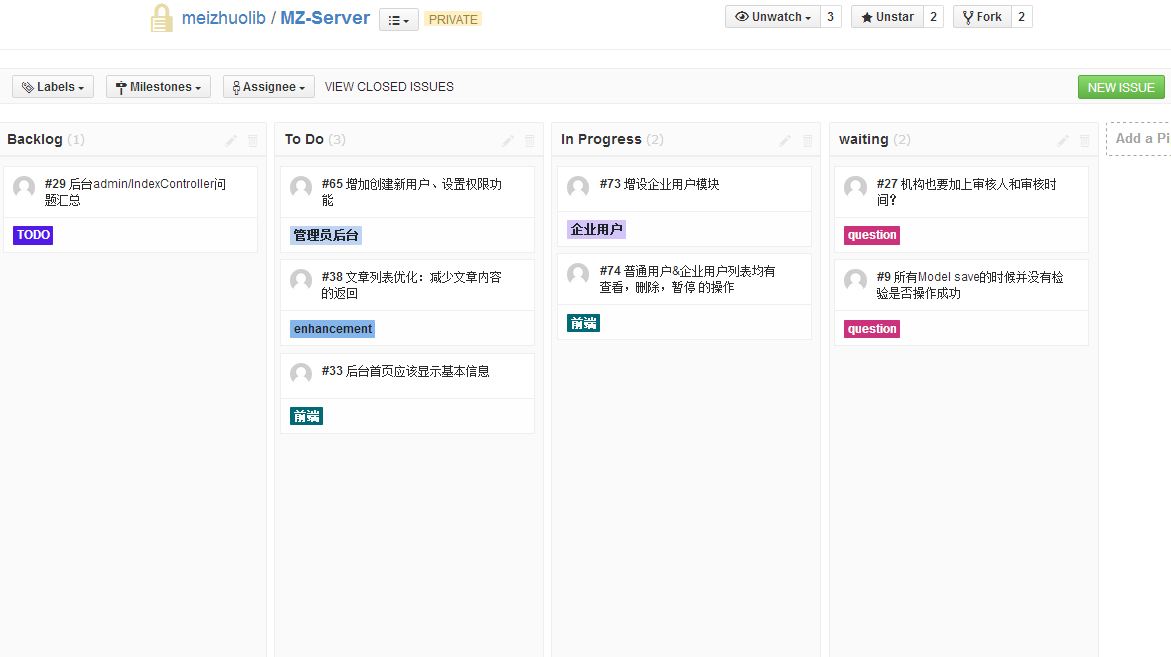 meizhuolib / MZ-Server PRIVATE Unwatch 3 Unstar 2 Fork 2
Labels Milestones Assignee VIEW CLOSED ISSUES NEW ISSUE
Backlog (1)
#29 后台admin/IndexController问
题汇总
TODO
To Do (3)
#65 增加创建新用户、设置权限功
能
管理员后台
#38 文章列表优化：减少文章内容
的返回
enhancement
#33 后台首页应该显示基本信息
前端
In Progress (2)
#73 增设企业用户模块
企业用户
#74 普通用户&企业用户列表均有
查看，删除，暂停 的操作
前端
waiting (2)
#27 机构也要加上审核人和审核时
间?
question
#9 所有Model save的时候并没有检
验是否操作成功
question
Add a Pi